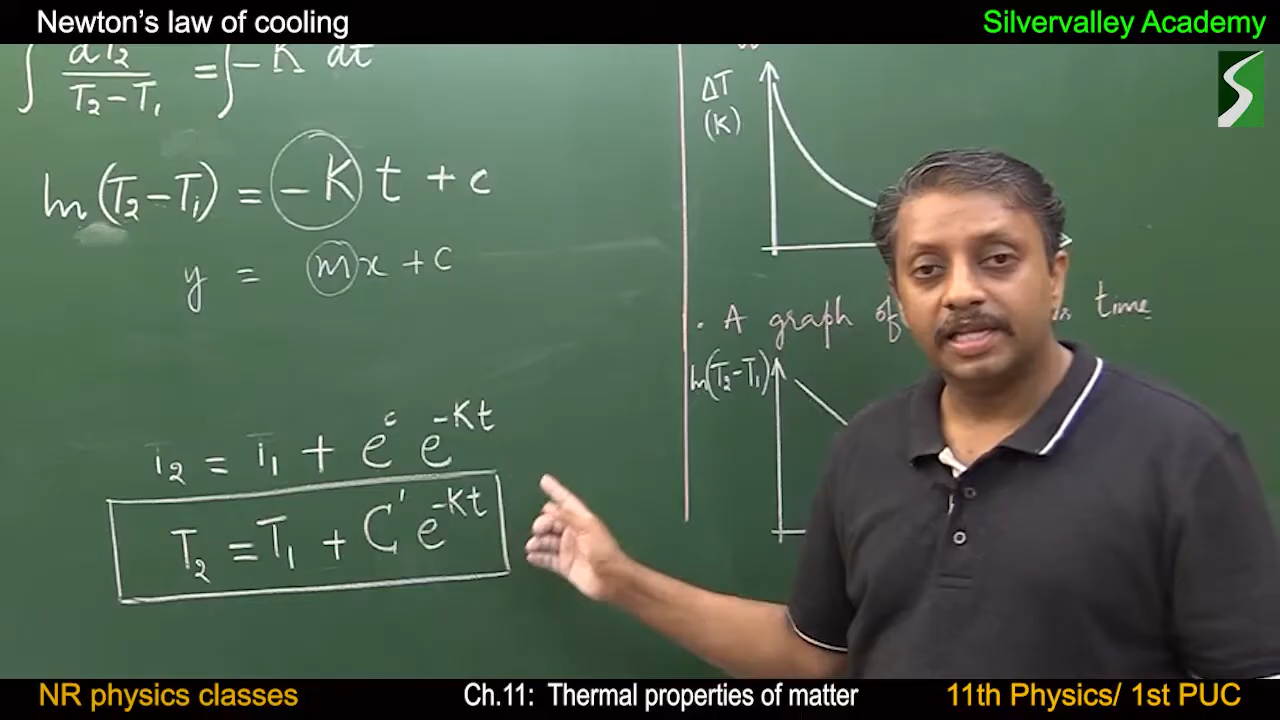 Newton's law of cooling
Silvervalley Academy
∫ dT₂/(T₂-T₁) = ∫-K dt
ln(T₂-T₁) = -K t + c
y = mx + c
T₂ = T₁ + eᶜ e^-Kt
T₂ = T₁ + C' e^-Kt
ΔT
(K)
. A graph of time
ln(T₂-T₁)
NR physics classes
Ch.11: Thermal properties of matter
11th Physics/ 1st PUC